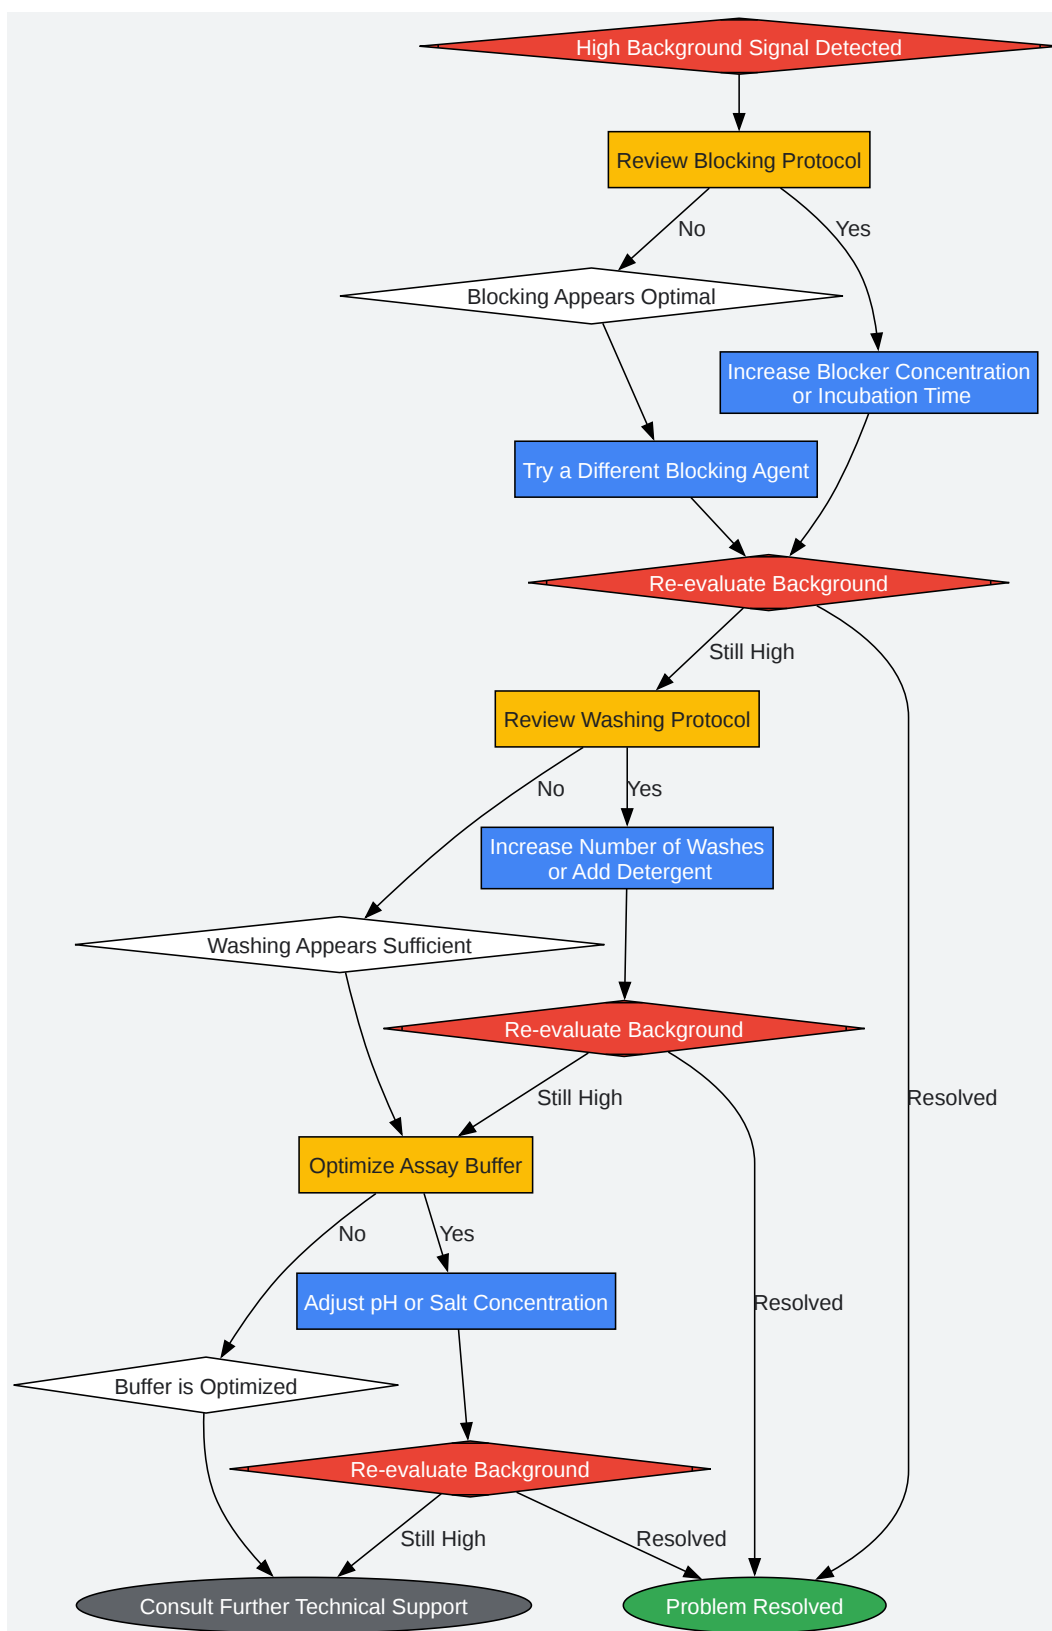 High Background Signal Detected
Review Blocking Protocol
No
Yes
Blocking Appears Optimal
Increase Blocker Concentration
or Incubation Time
Try a Different Blocking Agent
Re-evaluate Background
Still High
Review Washing Protocol
No
Yes
Increase Number of Washes
or Add Detergent
Washing Appears Sufficient
Re-evaluate Background
Still High
Resolved
Optimize Assay Buffer
No
Yes
Adjust pH or Salt Concentration
Resolved
Buffer is Optimized
Re-evaluate Background
Still High
Resolved
Consult Further Technical Support
Problem Resolved